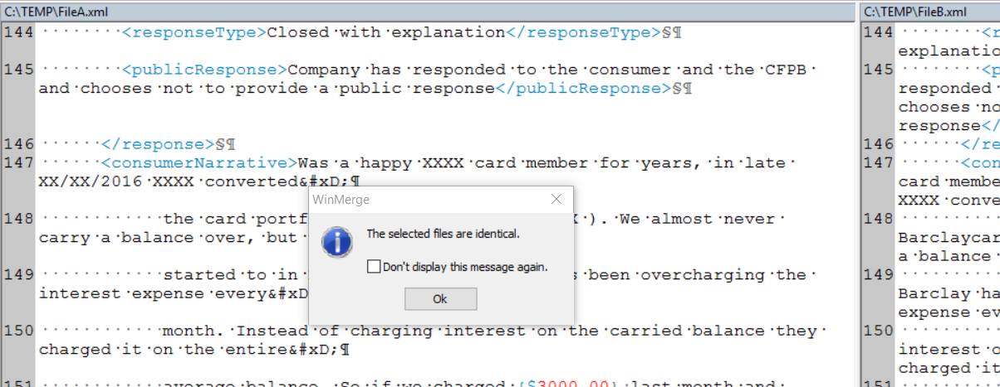 C:\TEMP\FileA.xml
144 ········<responseType>Closed·with·explanation</responseType>§¶
145 ········<publicResponse>Company·has·responded·to·the·consumer·and·the·CFPB·
and·chooses·not·to·provide·a·public·response</publicResponse>§¶
146 ······</response>§¶
147 ······<consumerNarrative>Was·a·happy·XXXX·card·member·for·years,·in·late·
XX/XX/2016·XXXX·converted&#xD;¶
148 ············the·card·portf X·).·We·almost·never·
carry·a·balance·over,·but·
149 ············started·to·in s·been·overcharging·the·
interest·expense·every&#xD
150 ············month.·Instead·of·charging·interest·on·the·carried·balance·they·
charged·it·on·the·entire&#xD;¶
151 ············average·balance.·So·if·we·charged·{$3000.00}·last·month·and·
WinMerge
The selected files are identical.
Don't display this message again.
Ok
C:\TEMP\FileB.xml
144 ········<r
explanatio
145 ········<p
responded·
chooses·no
response</
146 ······</re
147 ······<con
card·membe
XXXX·conve
148 ··········
Barclaycar
a·balance·
149 ··········
Barclay·ha
expense·ev
150 ··········
interest·o
charged·it
151 ··········